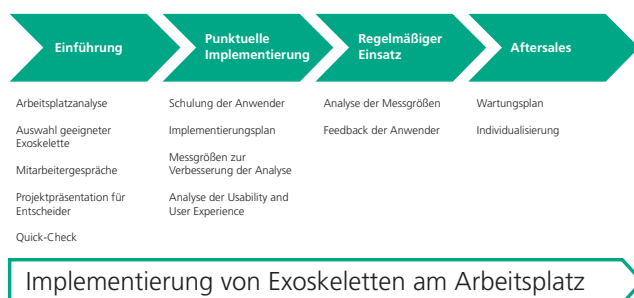 Einführung
Punktuelle
Implementierung
Regelmäßiger
Einsatz
Aftersales
Arbeitsplatzanalyse
Auswahl geeigneter
Exoskelette
Mitarbeitergespräche
Projektpräsentation für
Entscheider
Quick-Check
Schulung der Anwender
Implementierungsplan
Messgrößen zur
Verbesserung der Analyse
Analyse der Usability and
User Experience
Analyse der Messgrößen
Feedback der Anwender
Wartungsplan
Individualisierung
Implementierung von Exoskeletten am Arbeitsplatz